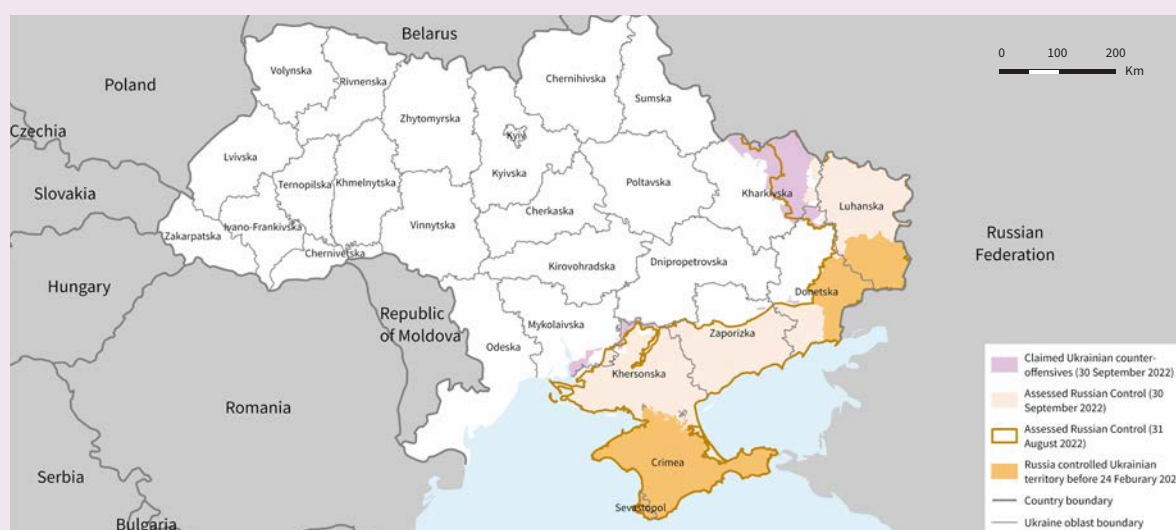 Belarus
Poland
Czechia
Slovakia
Hungary
Romania
Serbia
Bulgaria
Republic
of Moldova
Russian
Federation
Volynska
Rivnenska
Zhytomyrska
Kyiv
Kyivska
Chernihivska
Sumska
Lvivska
Ternopilska
Khmelnytska
Vinnytska
Cherkaska
Poltavska
Kharkivska
Luhanska
Zakarpatska
Ivano-Frankivska
Chernivetska
Kirovohradska
Dnipropetrovska
Donetska
Odeska
Mykolaivska
Zaporizka
Khersonska
Crimea
Sevastopol
0 100 200
Km
Claimed Ukrainian counter-
offensives (30 September 2022)
Assessed Russian Control (30
September 2022)
Assessed Russian Control (31
August 2022)
Russia controlled Ukrainian
territory before 24 Feburary 202
Country boundary
Ukraine oblast boundary